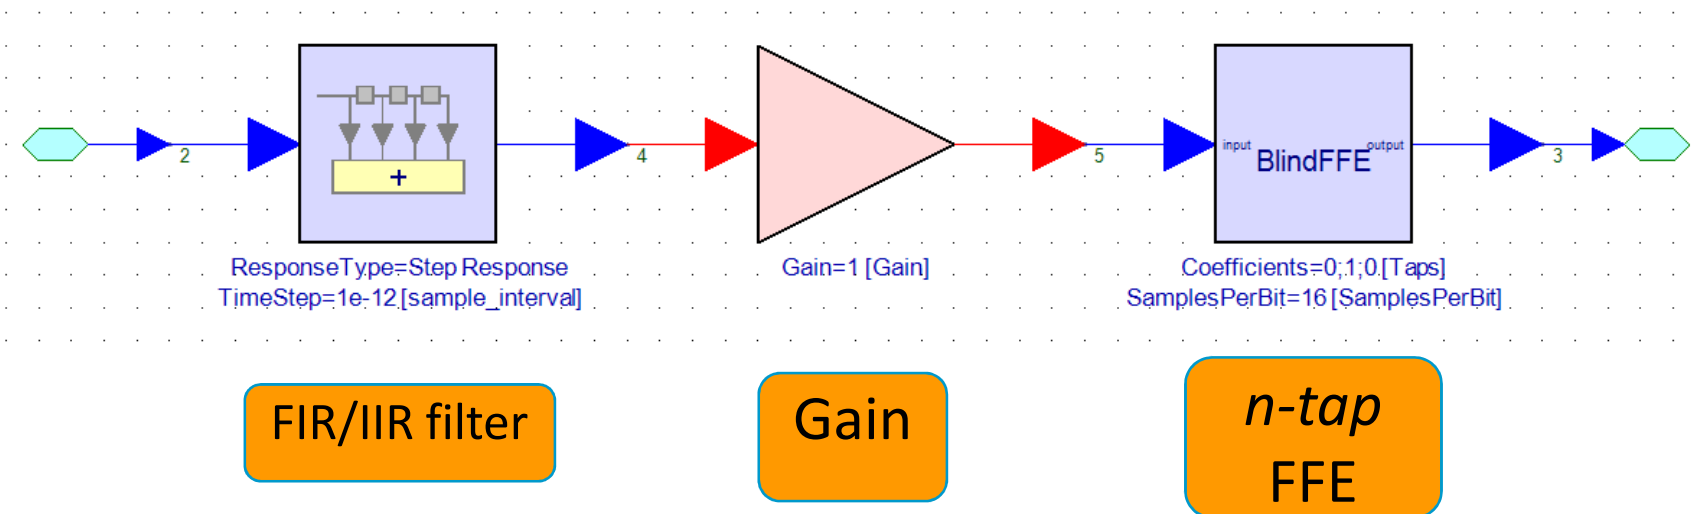 2
+
4
5
input
BlindFFE
output
3
ResponseType=Step Response
TimeStep=1e-12 [sample_interval]
Gain=1 [Gain]
Coefficients=0;1;0 [Taps]
SamplesPerBit=16 [SamplesPerBit]
FIR/IIR filter
Gain
n-tap
FFE